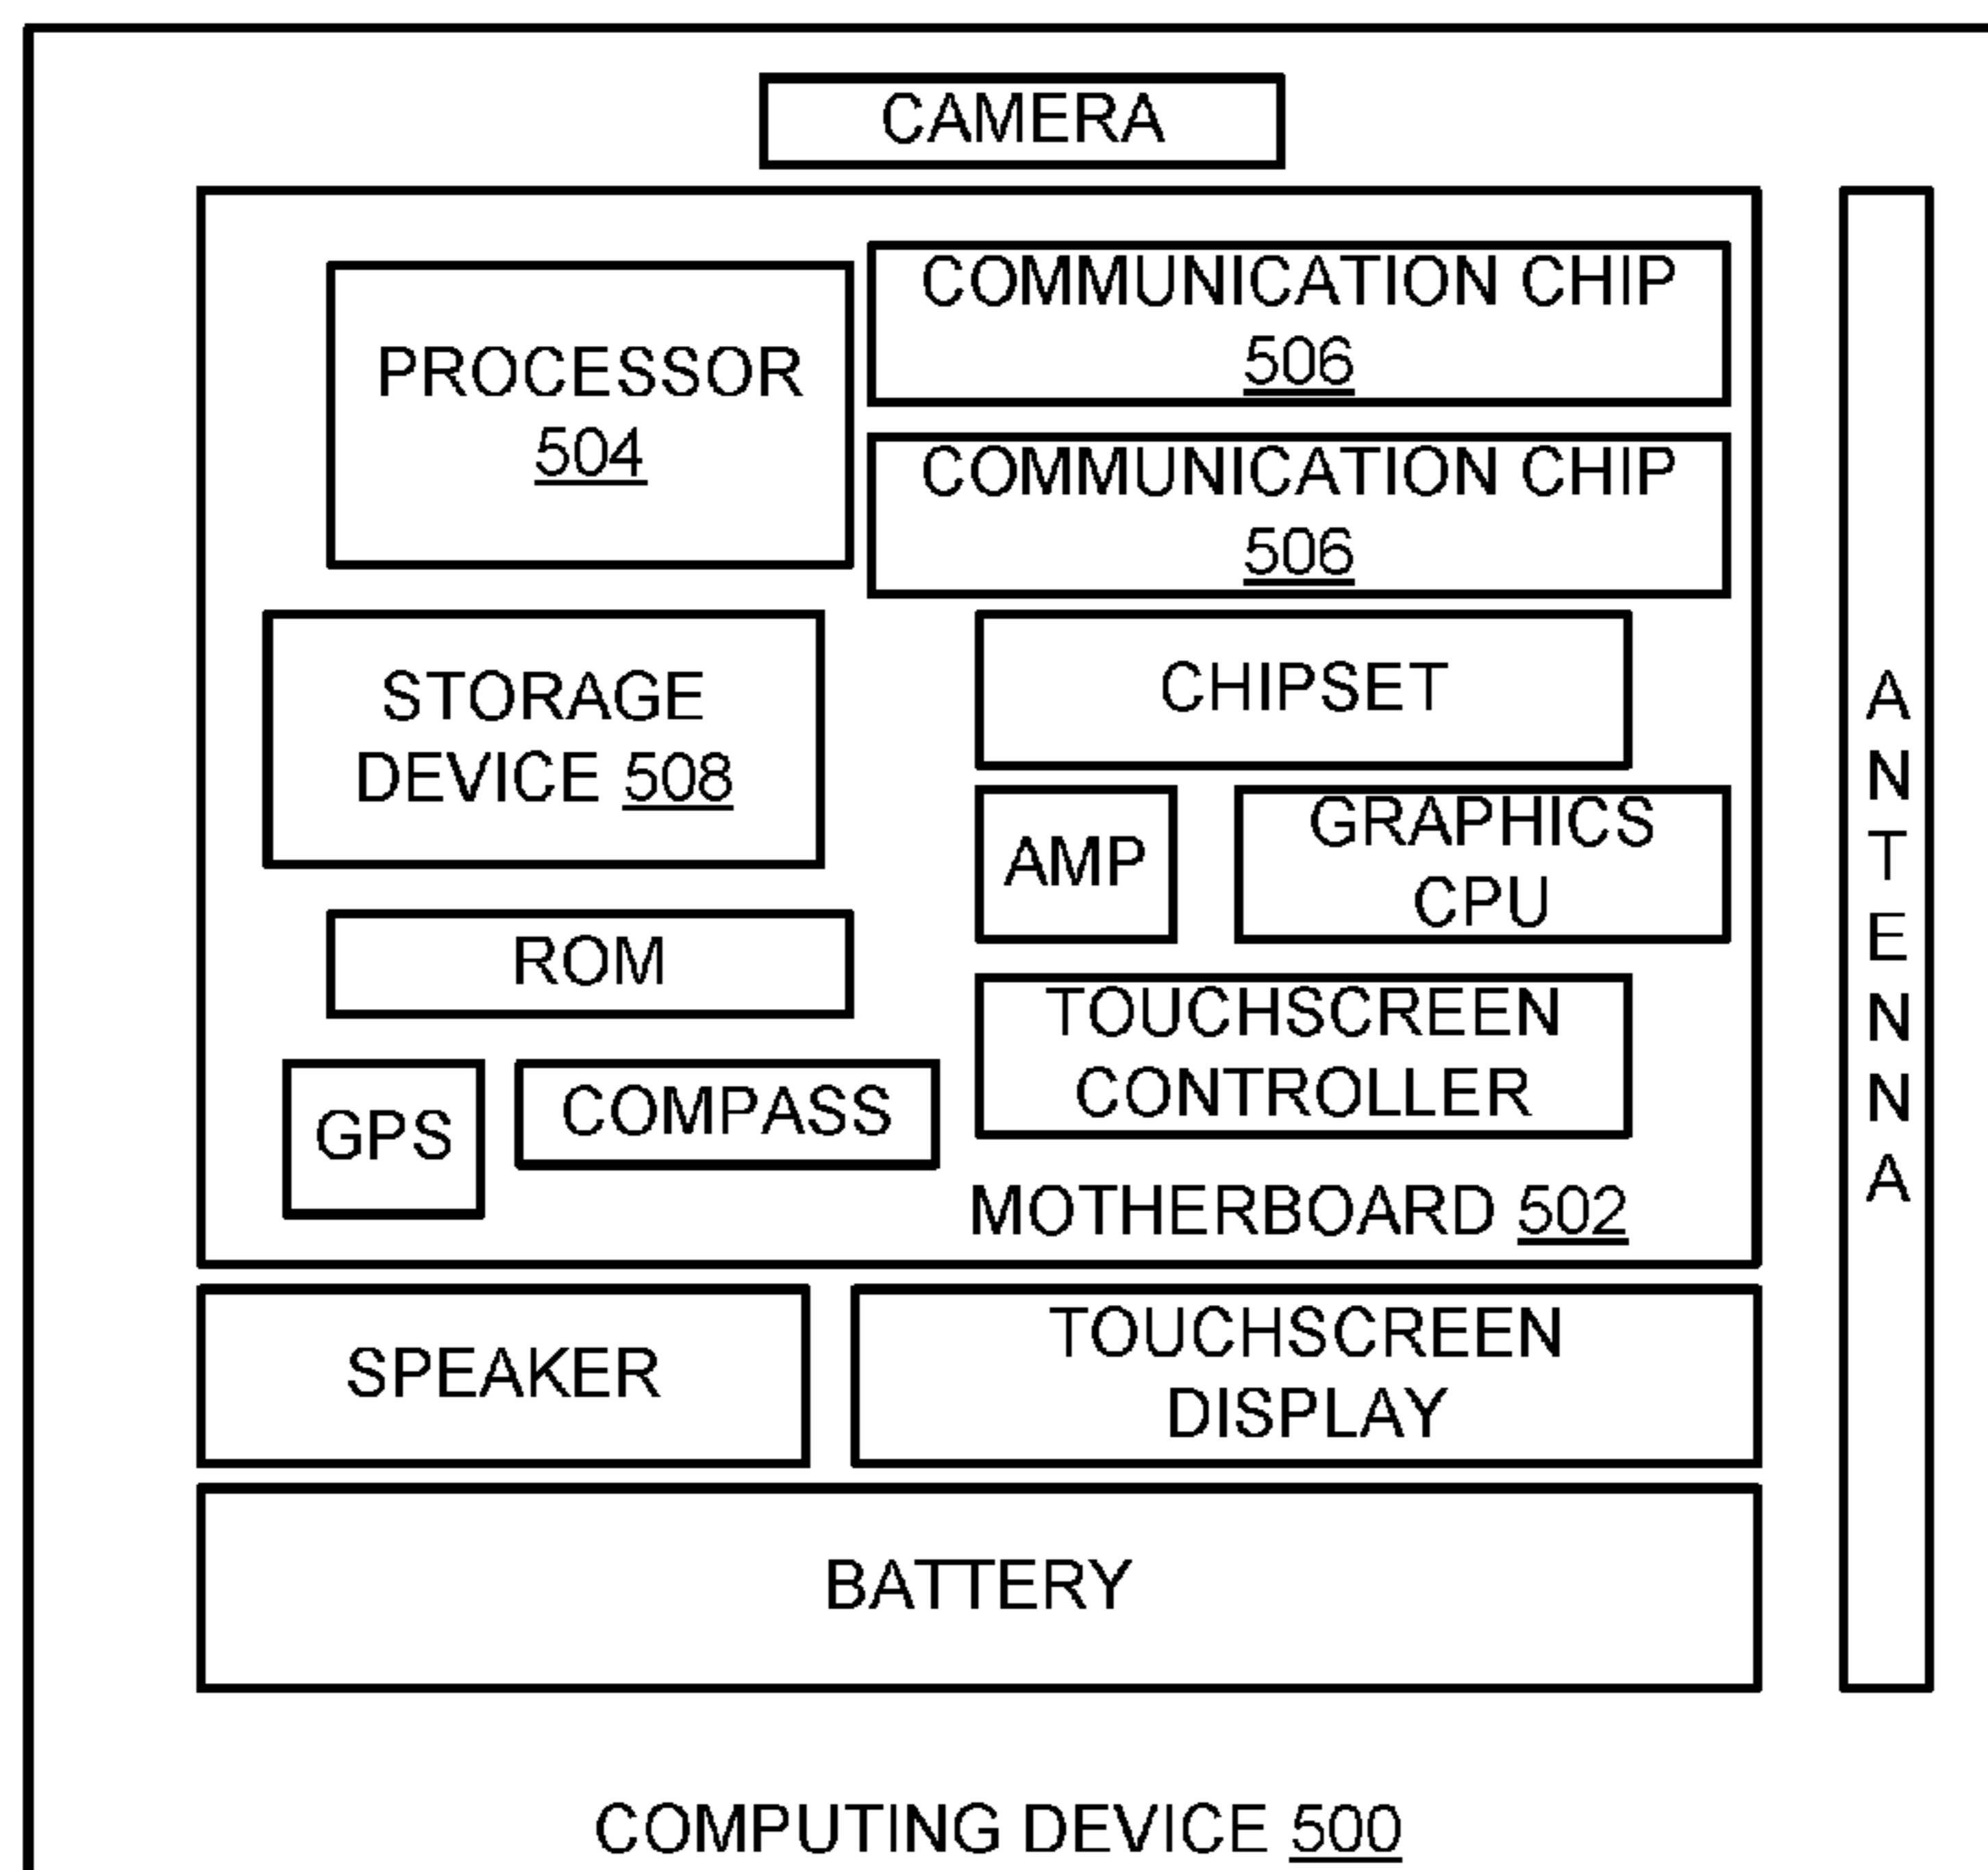 CAMERA
PROCESSOR
504
COMMUNICATION CHIP
506
COMMUNICATION CHIP
506
STORAGE
DEVICE 508
CHIPSET
AMP
GRAPHICS
CPU
ROM
TOUCHSCREEN
CONTROLLER
GPS
COMPASS
MOTHERBOARD 502
SPEAKER
TOUCHSCREEN
DISPLAY
BATTERY
ANTENNA
COMPUTING DEVICE 500